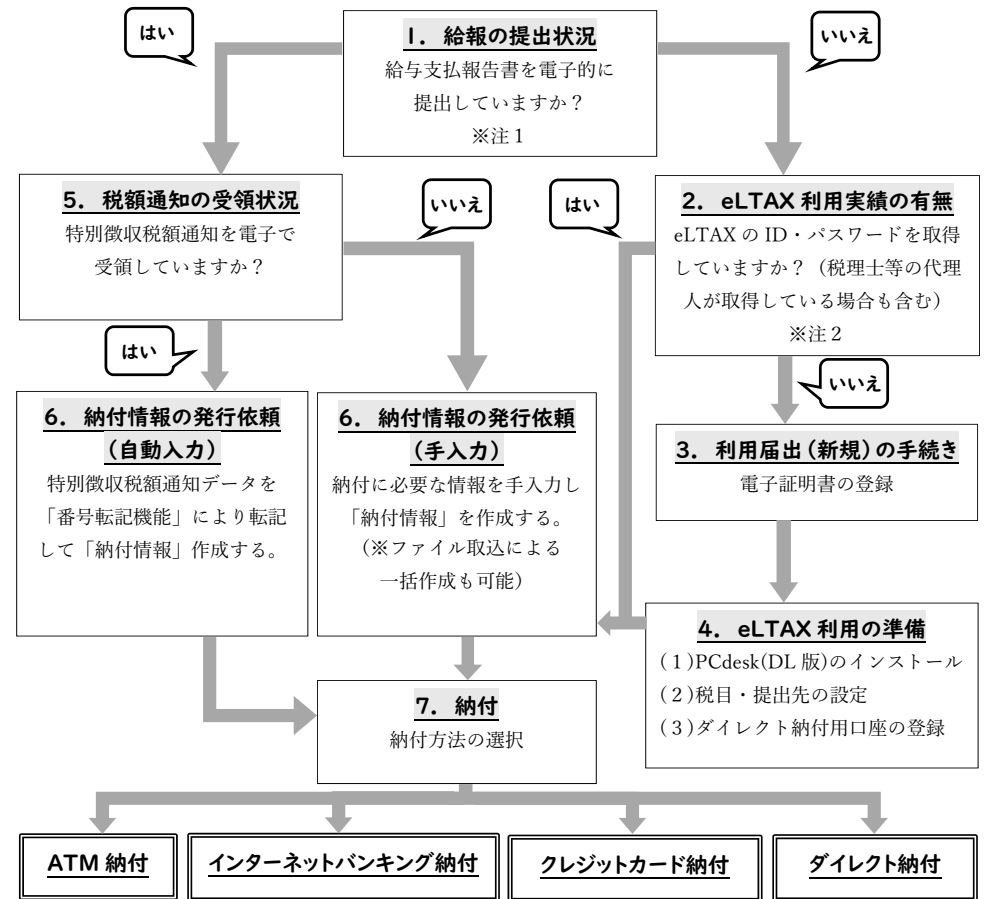 はい
1. 給報の提出状況
給与支払報告書を電子的に
提出していますか？
※注１
いいえ
5. 税額通知の受領状況
特別徴収税額通知を電子で
受領していますか？
いいえ
はい
2. eLTAX 利用実績の有無
eLTAX の ID・パスワードを取得
していますか？（税理士等の代理
人が取得している場合も含む）
※注２
はい
いいえ
6. 納付情報の発行依頼
（自動入力）
特別徴収税額通知データを
「番号転記機能」により転記
して「納付情報」作成する。
6. 納付情報の発行依頼
（手入力）
納付に必要な情報を手入力し
「納付情報」を作成する。
（※ファイル取込による
一括作成も可能）
3. 利用届出（新規）の手続き
電子証明書の登録
4. eLTAX 利用の準備
(１)PCdesk(DL 版)のインストール
(２)税目・提出先の設定
(３)ダイレクト納付用口座の登録
7. 納付
納付方法の選択
ATM 納付
インターネットバンキング納付
クレジットカード納付
ダイレクト納付